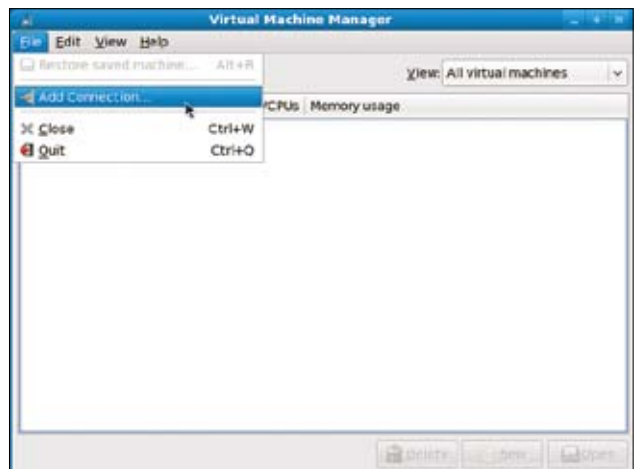 Virtual Machine Manager
File Edit View Help
Restore saved machine... Alt+R
View: All virtual machines
Add Connection...
CPUs Memory usage
Close Ctrl+W
Quit Ctrl+Q
Delete New Open